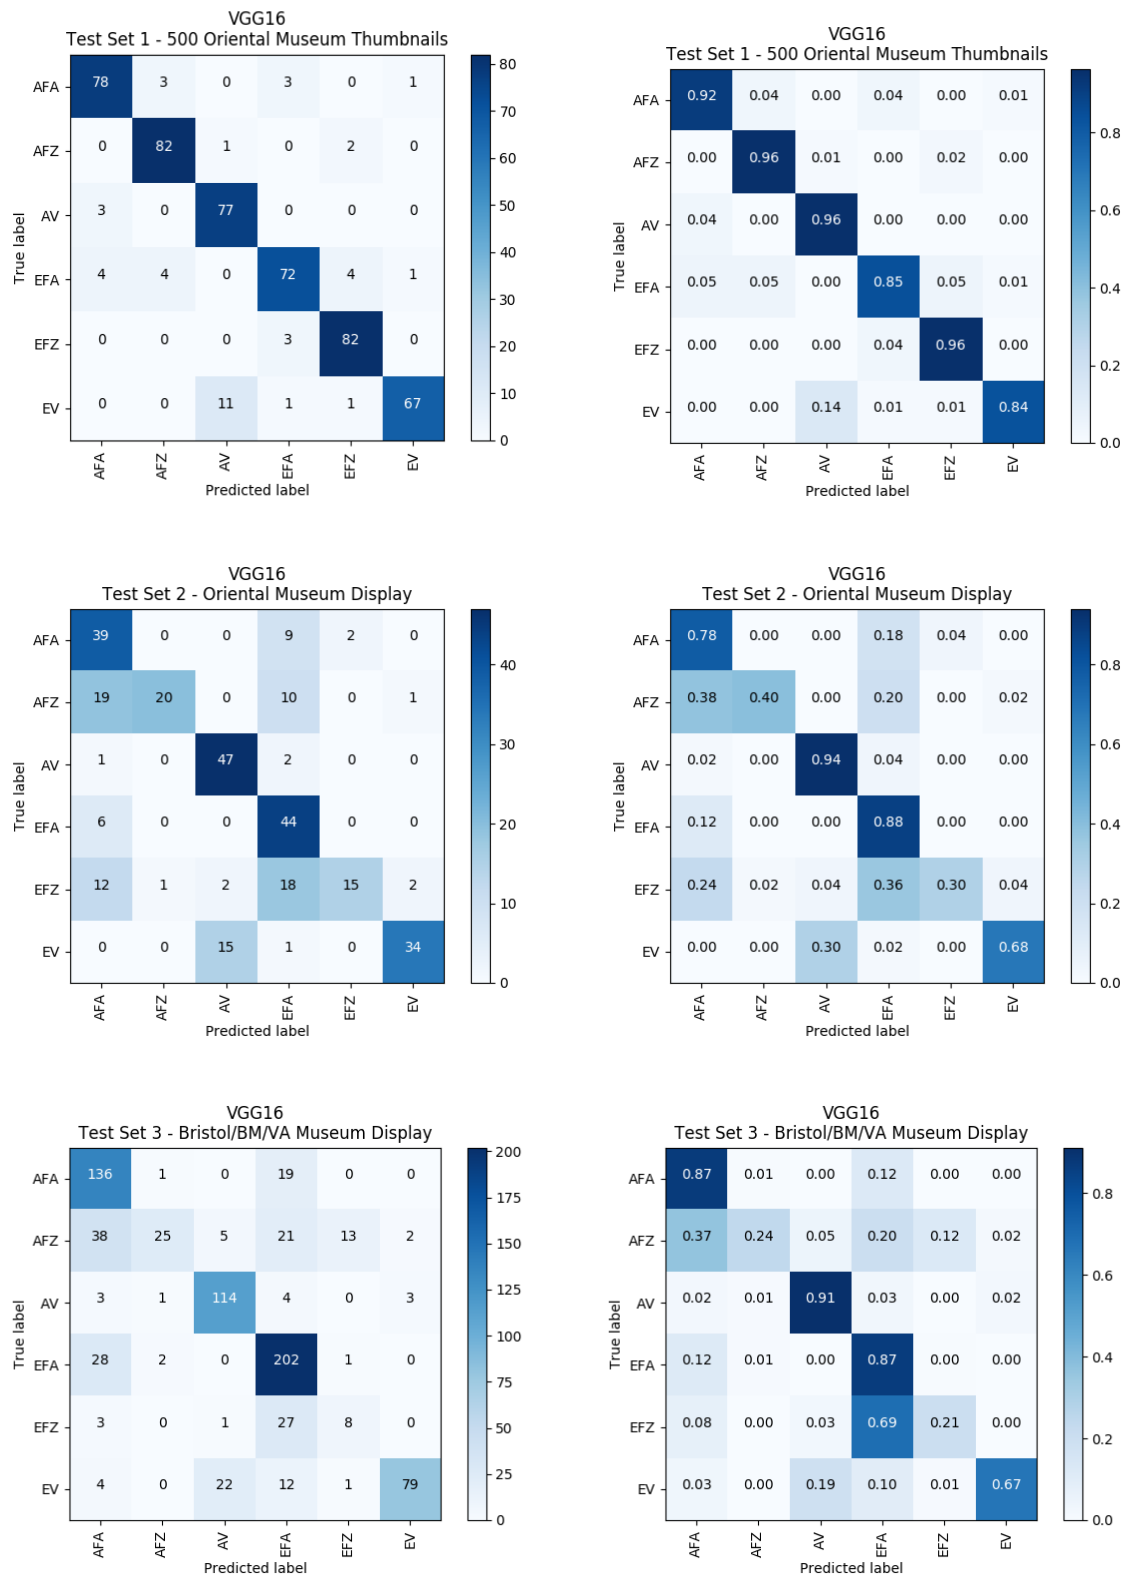 VGG16
Test Set 1 - 500 Oriental Museum Thumbnails
AFA 78 3 0 3 0 1 80
AFZ 0 82 1 0 2 0 70
AV 3 0 77 0 0 0 60
50
EFA 4 4 0 72 4 1 40
30
EFZ 0 0 0 3 82 0 20
EV 0 0 11 1 1 67 10
0
True label
AFA AFZ AV EFA EFZ EV
Predicted label
VGG16
Test Set 1 - 500 Oriental Museum Thumbnails
AFA 0.92 0.04 0.00 0.04 0.00 0.01
AFZ 0.00 0.96 0.01 0.00 0.02 0.00 0.8
AV 0.04 0.00 0.96 0.00 0.00 0.00 0.6
EFA 0.05 0.05 0.00 0.85 0.05 0.01 0.4
EFZ 0.00 0.00 0.00 0.04 0.96 0.00 0.2
EV 0.00 0.00 0.14 0.01 0.01 0.84 0.0
True label
AFA AFZ AV EFA EFZ EV
Predicted label
VGG16
Test Set 2 - Oriental Museum Display
AFA 39 0 0 9 2 0 40
AFZ 19 20 0 10 0 1 30
AV 1 0 47 2 0 0
EFA 6 0 0 44 0 0 20
EFZ 12 1 2 18 15 2 10
EV 0 0 15 1 0 34 0
True label
AFA AFZ AV EFA EFZ EV
Predicted label
VGG16
Test Set 2 - Oriental Museum Display
AFA 0.78 0.00 0.00 0.18 0.04 0.00 0.8
AFZ 0.38 0.40 0.00 0.20 0.00 0.02 0.6
AV 0.02 0.00 0.94 0.04 0.00 0.00
EFA 0.12 0.00 0.00 0.88 0.00 0.00 0.4
EFZ 0.24 0.02 0.04 0.36 0.30 0.04 0.2
EV 0.00 0.00 0.30 0.02 0.00 0.68 0.0
True label
AFA AFZ AV EFA EFZ EV
Predicted label
VGG16
Test Set 3 - Bristol/BM/VA Museum Display
AFA 136 1 0 19 0 0 200
175
AFZ 38 25 5 21 13 2 150
AV 3 1 114 4 0 3 125
100
EFA 28 2 0 202 1 0 75
EFZ 3 0 1 27 8 0 50
EV 4 0 22 12 1 79 25
0
True label
AFA AFZ AV EFA EFZ EV
Predicted label
VGG16
Test Set 3 - Bristol/BM/VA Museum Display
AFA 0.87 0.01 0.00 0.12 0.00 0.00 0.8
AFZ 0.37 0.24 0.05 0.20 0.12 0.02 0.6
AV 0.02 0.01 0.91 0.03 0.00 0.02
EFA 0.12 0.01 0.00 0.87 0.00 0.00 0.4
EFZ 0.08 0.00 0.03 0.69 0.21 0.00 0.2
EV 0.03 0.00 0.19 0.10 0.01 0.67 0.0
True label
AFA AFZ AV EFA EFZ EV
Predicted label